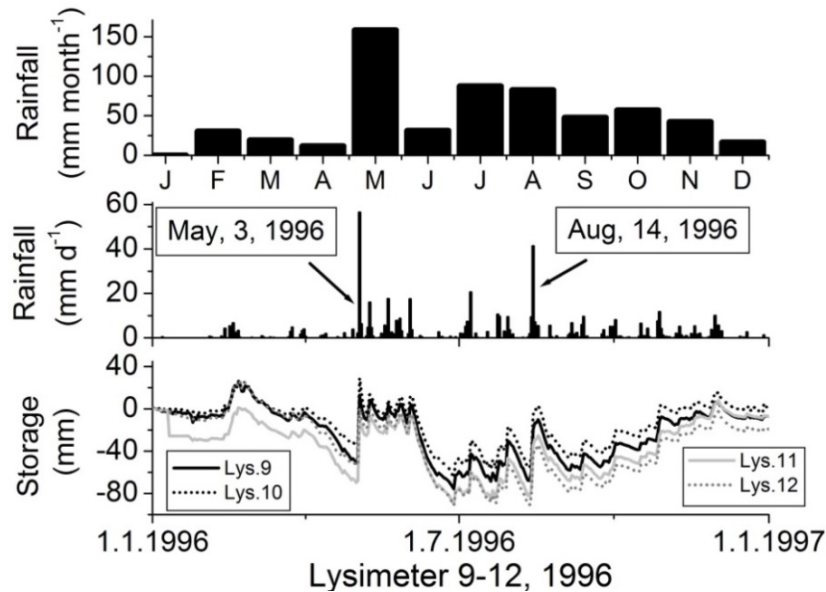 Rainfall
(mm month⁻¹)
150
100
50
0
J F M A M J J A S O N D
Rainfall
(mm d⁻¹)
60
40
20
0
May, 3, 1996
Aug, 14, 1996
Storage
(mm)
40
0
-40
-80
Lys.9
Lys.10
Lys.11
Lys.12
1.1.1996 1.7.1996 1.1.1997
Lysimeter 9-12, 1996